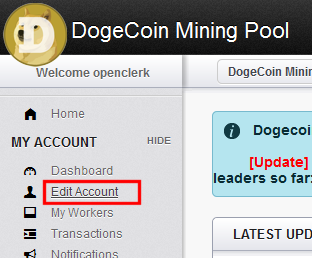 DogeCoin Mining Pool
Welcome openclerk
DogeCoin Mini
Home
MY ACCOUNT HIDE
Dashboard
Edit Account
My Workers
Transactions
Notifications
Dogecoi
[Update]
leaders so far:
LATEST UPD